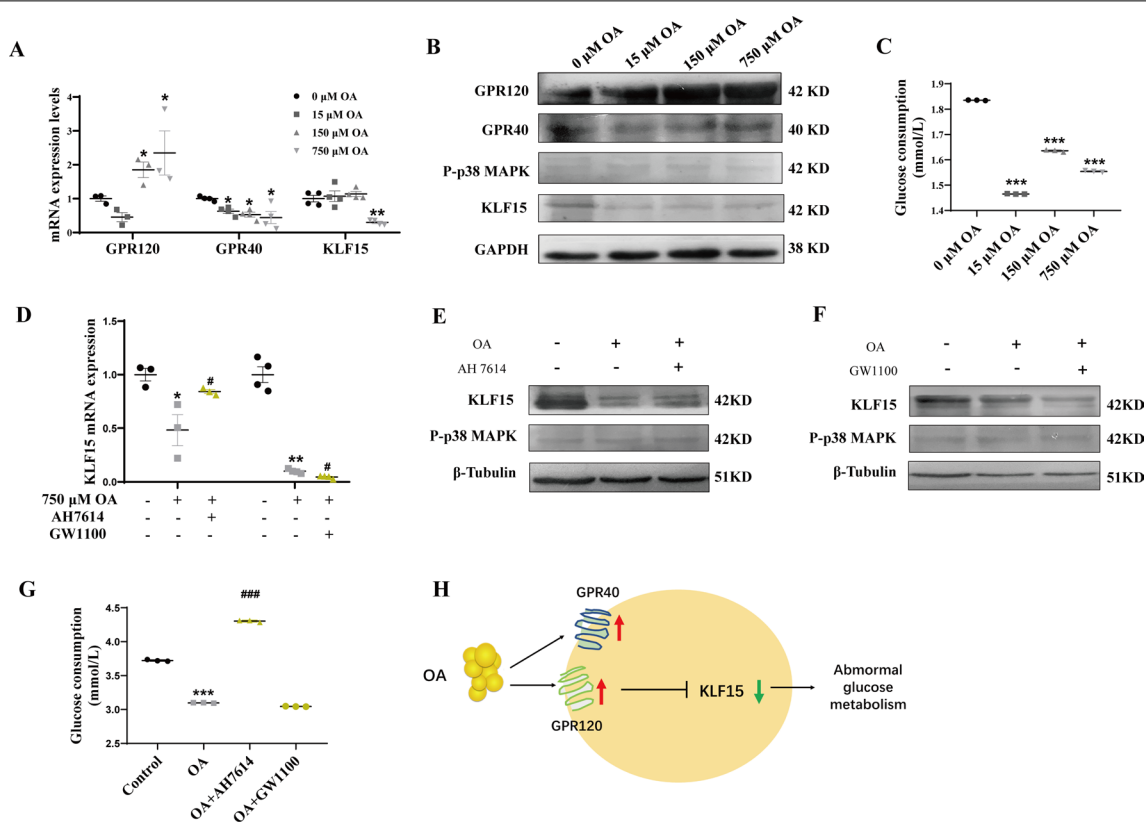 A
mRNA expression levels
4
3
2
1
0
0 μM OA
15 μM OA
150 μM OA
750 μM OA
*
*
*
*
*
**
GPR120
GPR40
KLF15
B
0 μM OA
15 μM OA
150 μM OA
750 μM OA
GPR120
42 KD
GPR40
40 KD
P-p38 MAPK
42 KD
KLF15
42 KD
GAPDH
38 KD
C
Glucose consumption
(mmol/L)
1.9
1.8
1.7
1.6
1.5
1.4
***
***
***
0 μM OA
15 μM OA
150 μM OA
750 μM OA
D
KLF15 mRNA expression
1.5
1.0
0.5
0.0
*
#
**
#
750 μM OA - + + - + +
AH7614 - - + - - -
GW1100 - - - - - +
E
OA - + +
AH 7614 - - +
KLF15
42KD
P-p38 MAPK
42KD
β-Tubulin
51KD
F
OA - + +
GW1100 - - +
KLF15
42KD
P-p38 MAPK
42KD
β-Tubulin
51KD
G
Glucose consumption
(mmol/L)
4.5
4.0
3.5
3.0
2.5
***
###
Control
OA
OA+AH7614
OA+GW1100
H
OA
GPR40
GPR120
KLF15
Abnormal
glucose
metabolism